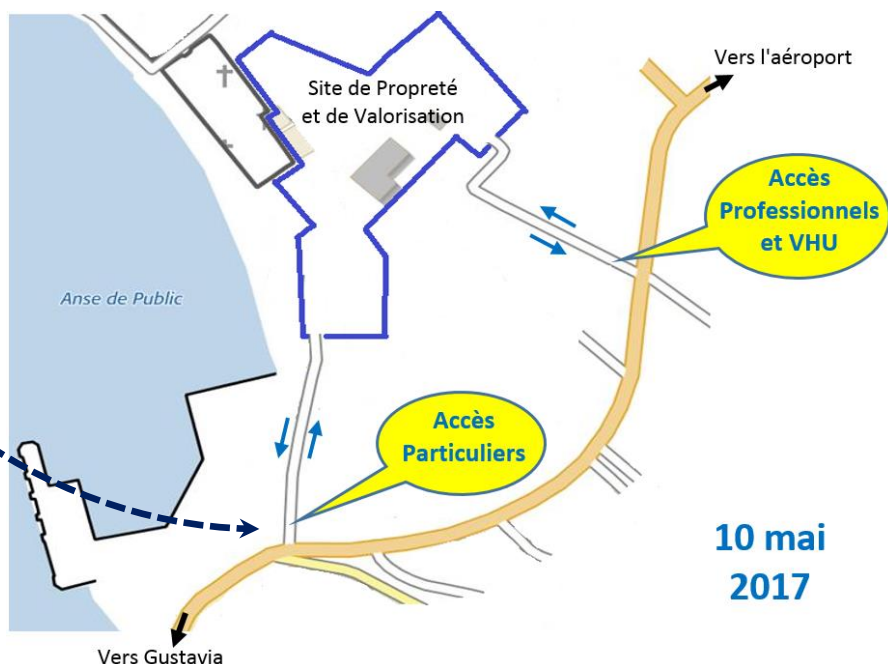 Vers l'aéroport
Site de Propreté
et de Valorisation
Accès
Professionnels
et VHU
Anse de Public
Accès
Particuliers
10 mai
2017
Vers Gustavia